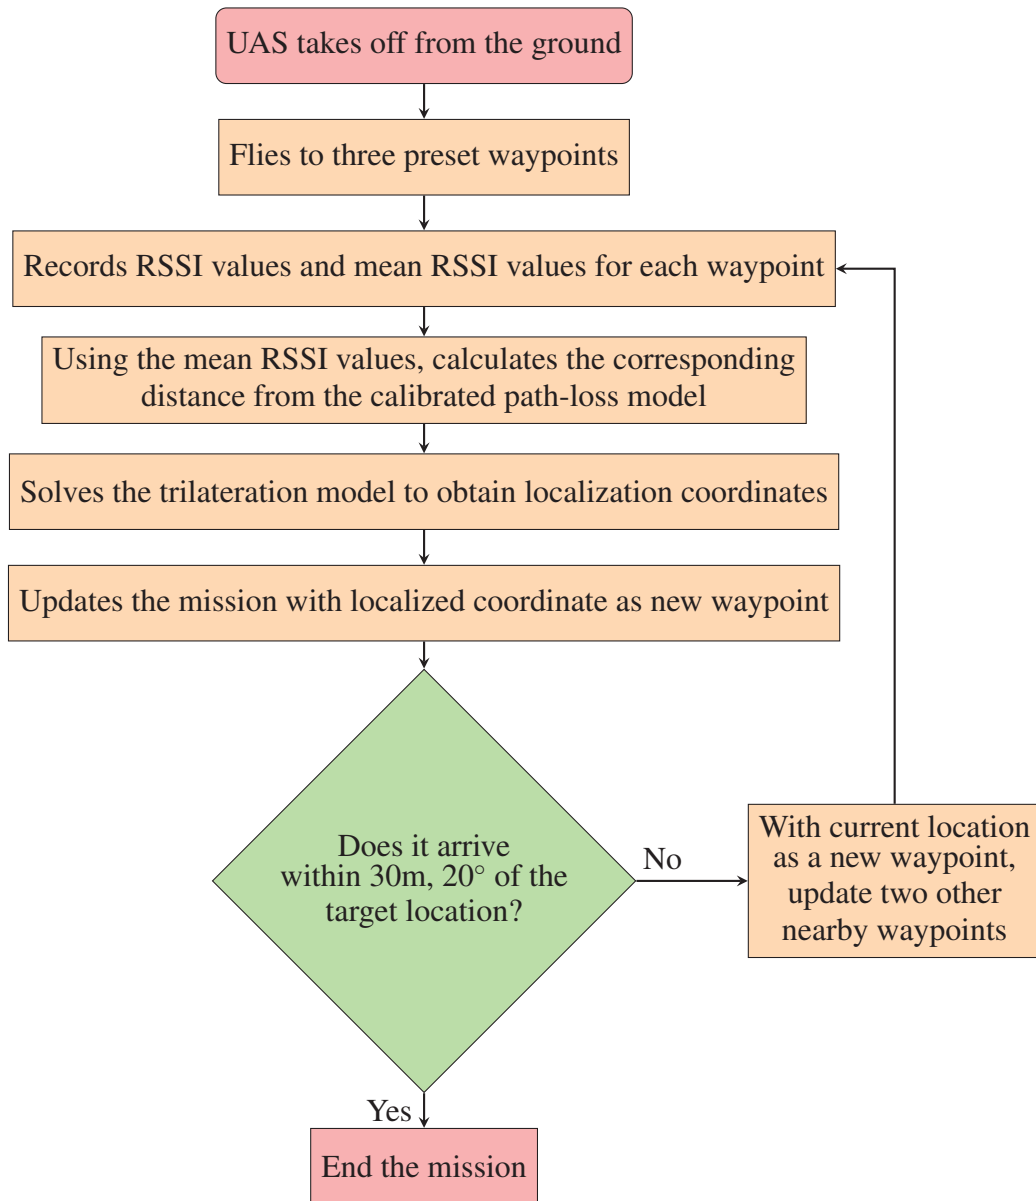 UAS takes off from the ground
Flies to three preset waypoints
Records RSSI values and mean RSSI values for each waypoint
Using the mean RSSI values, calculates the corresponding
distance from the calibrated path-loss model
Solves the trilateration model to obtain localization coordinates
Updates the mission with localized coordinate as new waypoint
Does it arrive
within 30m, 20° of the
target location?
No
With current location
as a new waypoint,
update two other
nearby waypoints
Yes
End the mission